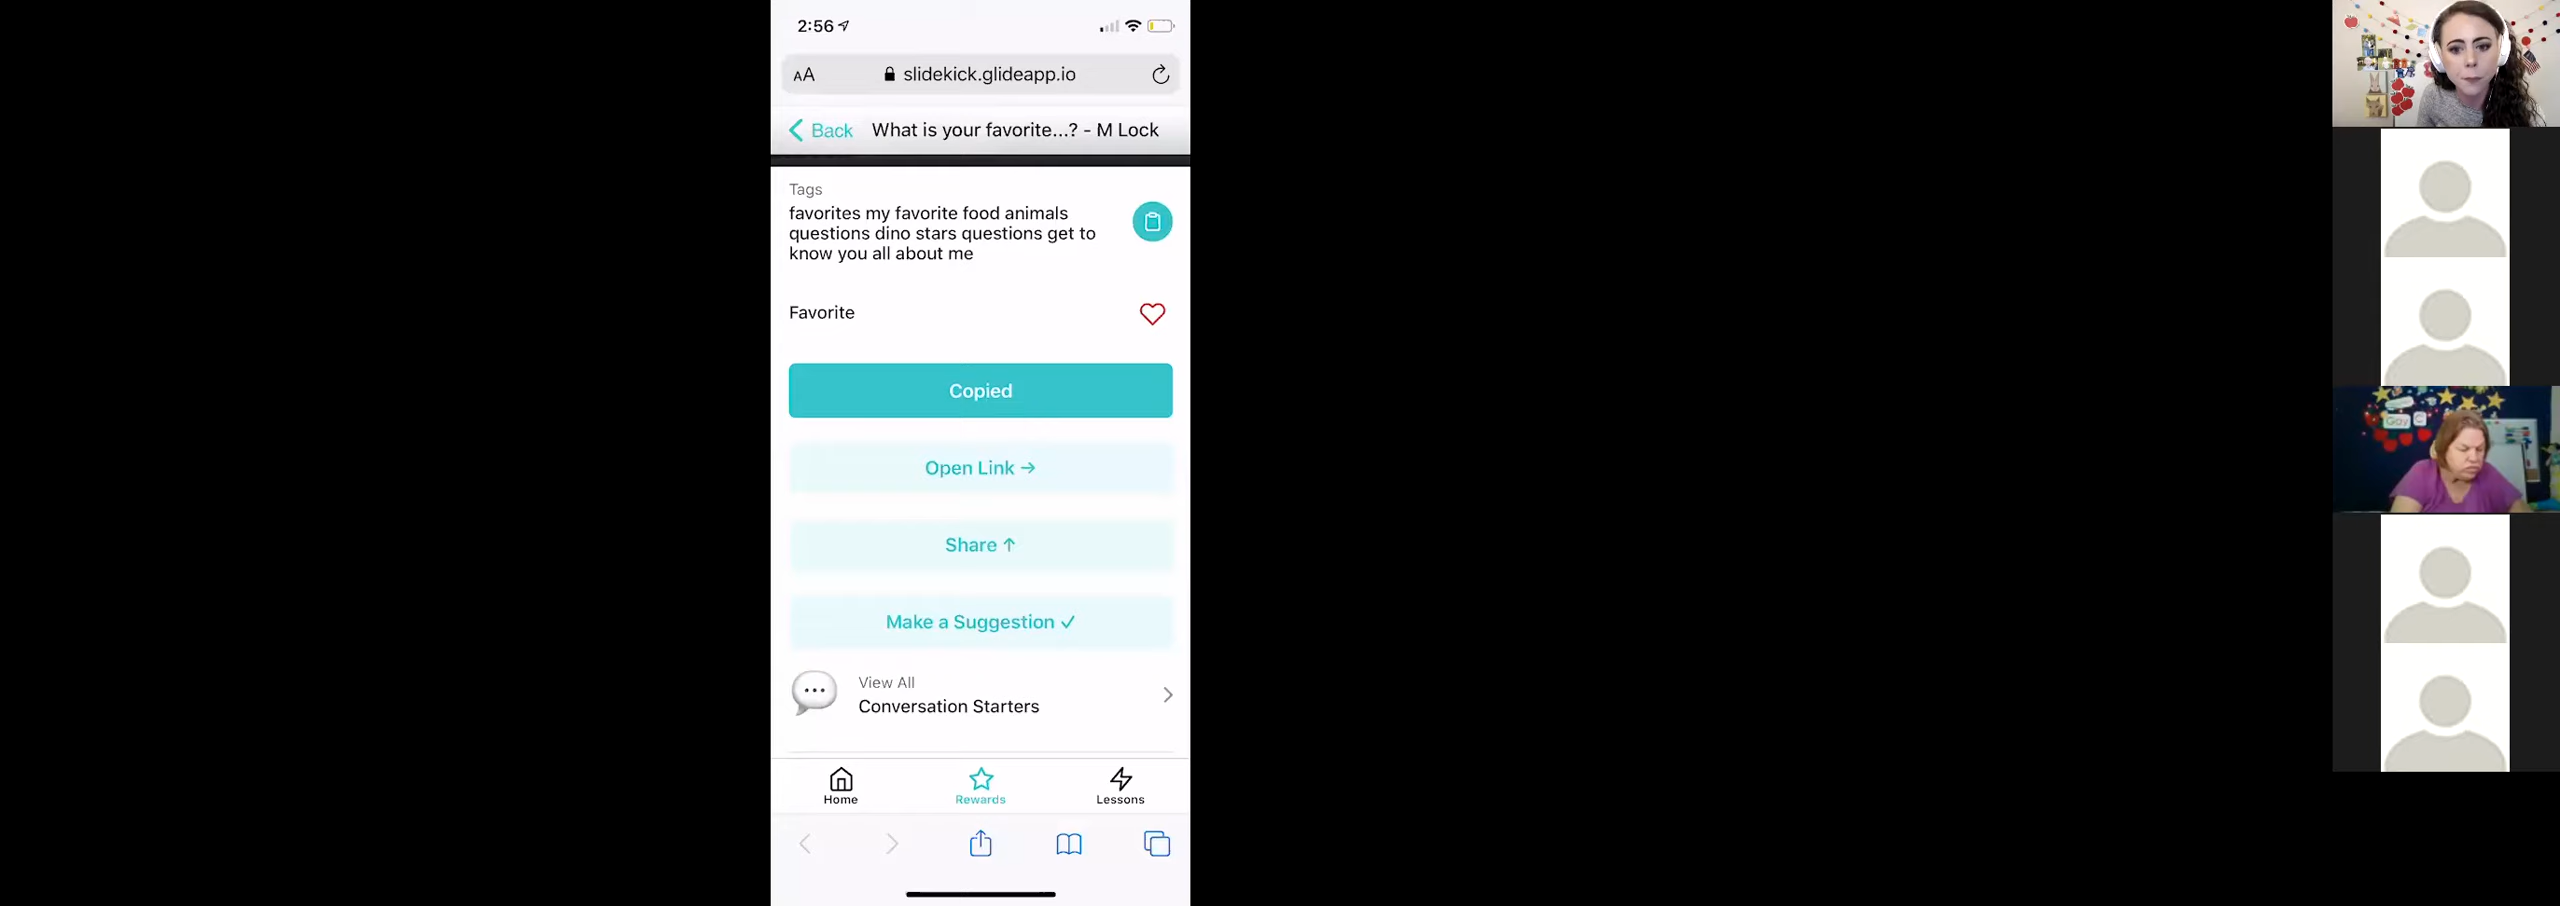 2:56
AA slidekick.glideapp.io
Back What is your favorite...? - M Lock
Tags
favorites my favorite food animals
questions dino stars questions get to
know you all about me
Favorite
Copied
Open Link →
Share ↑
Make a Suggestion ✓
View All
Conversation Starters
Home Rewards Lessons